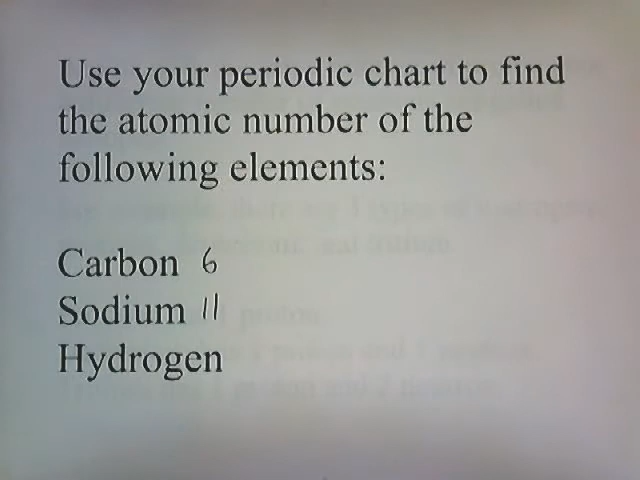 Use your periodic chart to find
the atomic number of the
following elements:
Carbon 6
Sodium 11
Hydrogen